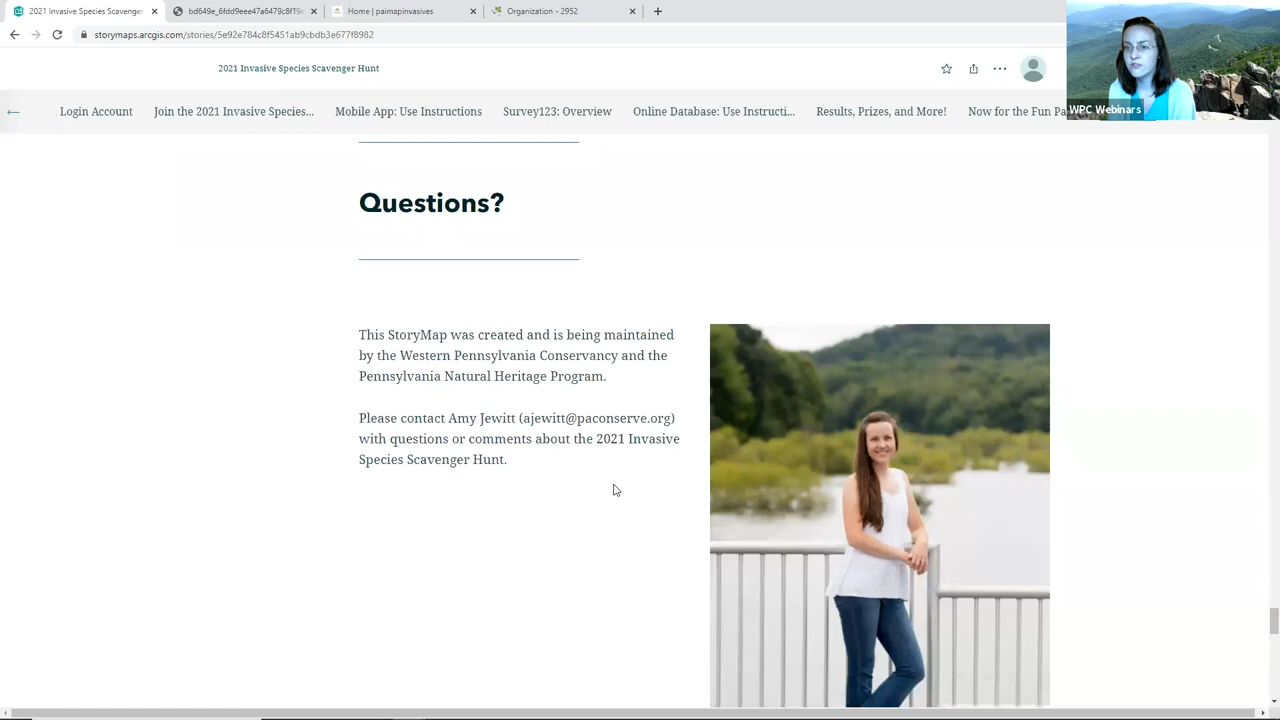 2021 Invasive Species Scavenger
bd649e_6fdd9eee47a6479c8f19e
Home | paimapinvasives
Organization - 2952
storymaps.arcgis.com/stories/5e92e784c8f5451ab9cbdb3e677f8982
2021 Invasive Species Scavenger Hunt
WPC Webinars
Login Account
Join the 2021 Invasive Species...
Mobile App: Use Instructions
Survey123: Overview
Online Database: Use Instructi...
Results, Prizes, and More!
Now for the Fun Pa
Questions?
This StoryMap was created and is being maintained
by the Western Pennsylvania Conservancy and the
Pennsylvania Natural Heritage Program.
Please contact Amy Jewitt (ajewitt@paconserve.org)
with questions or comments about the 2021 Invasive
Species Scavenger Hunt.